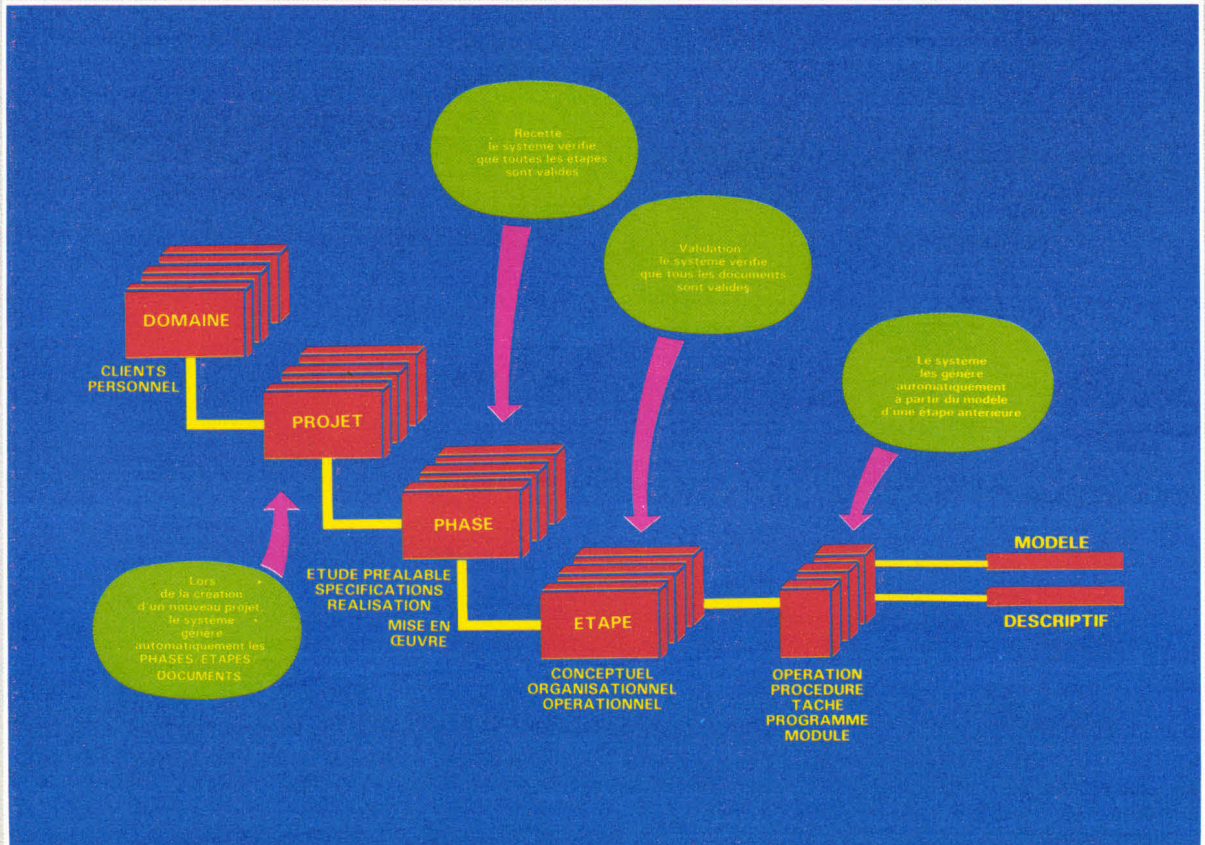 Recette
le système vérifie
que toutes les étapes
sont valides
Validation :
le système vérifie
que tous les documents
sont valides
DOMAINE
CLIENTS
PERSONNEL
PROJET
Le système
les génère
automatiquement
à partir du modèle
d'une étape antérieure
PHASE
ETUDE PREALABLE
SPECIFICATIONS
REALISATION
MISE EN
ŒUVRE
Lors
de la création
d'un nouveau projet,
le système
génère
automatiquement les
PHASES/ETAPES/
DOCUMENTS
ETAPE
CONCEPTUEL
ORGANISATIONNEL
OPERATIONNEL
OPERATION
PROCEDURE
TACHE
PROGRAMME
MODULE
MODELE
DESCRIPTIF